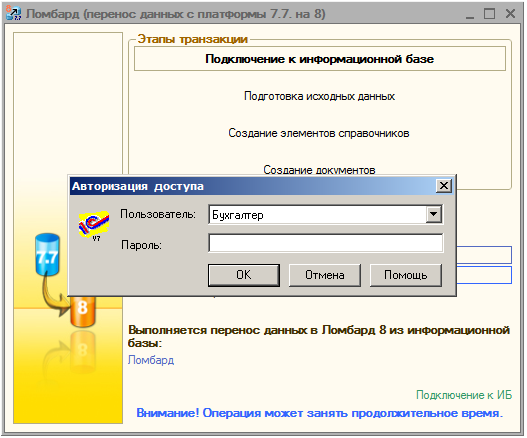 Ломбард (перенос данных с платформы 7.7. на 8)
Этапы транзакции
Подключение к информационной базе
Подготовка исходных данных
Создание элементов справочников
Создание документов
Авторизация доступа
Пользователь:
Бухгалтер
Пароль:
OK
Отмена
Помощь
V7
7.7
8
Выполняется перенос данных в Ломбард 8 из информационной
базы:
Ломбард
Подключение к ИБ
Внимание! Операция может занять продолжительное время.